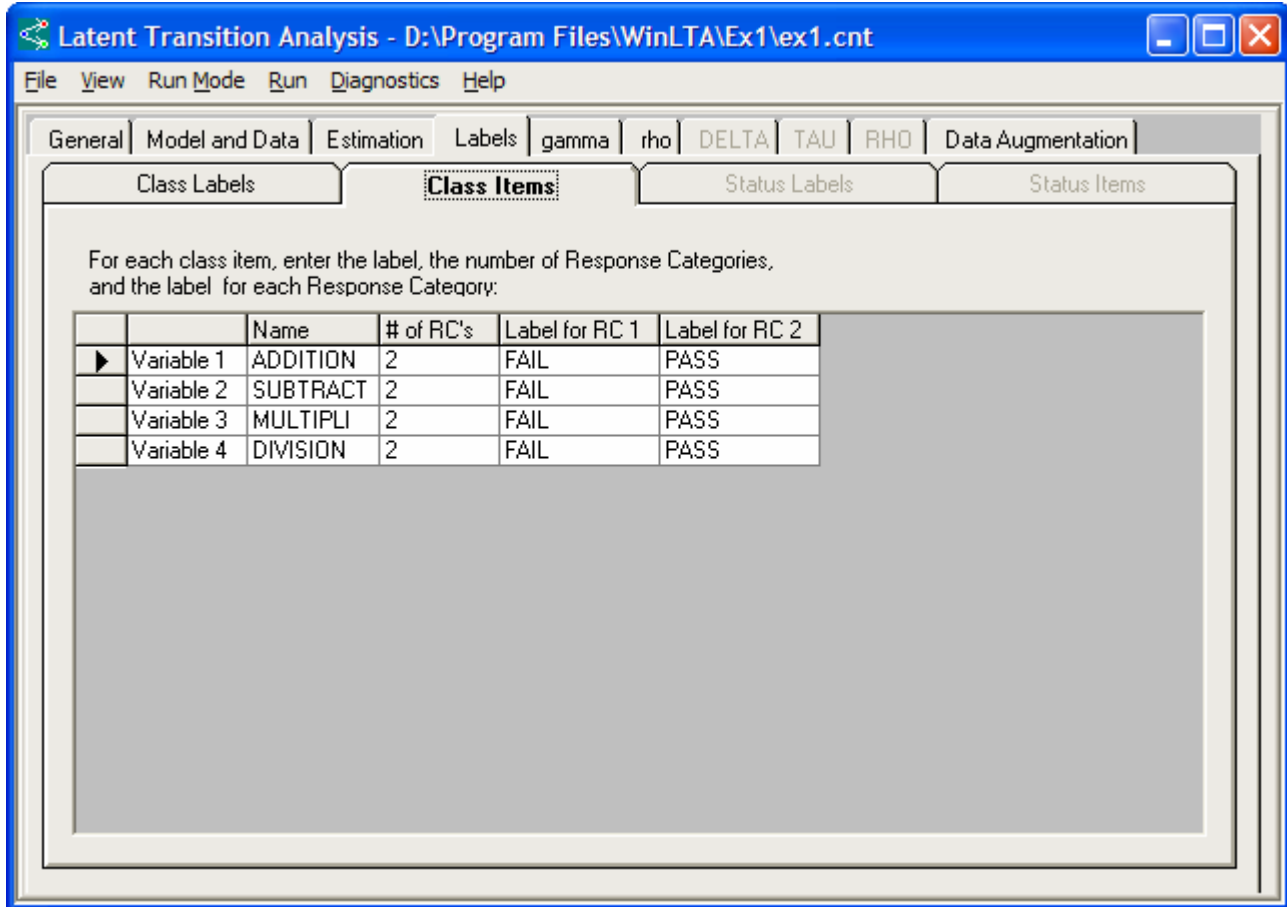 Latent Transition Analysis - D:\Program Files\WinLTA\Ex1\ex1.cnt
File View Run Mode Run Diagnostics Help
General Model and Data Estimation Labels gamma rho DELTA TAU RHO Data Augmentation
Class Labels Class Items Status Labels Status Items
For each class item, enter the label, the number of Response Categories,
and the label for each Response Category:
Name # of RC's Label for RC 1 Label for RC 2
Variable 1 ADDITION 2 FAIL PASS
Variable 2 SUBTRACT 2 FAIL PASS
Variable 3 MULTIPLI 2 FAIL PASS
Variable 4 DIVISION 2 FAIL PASS